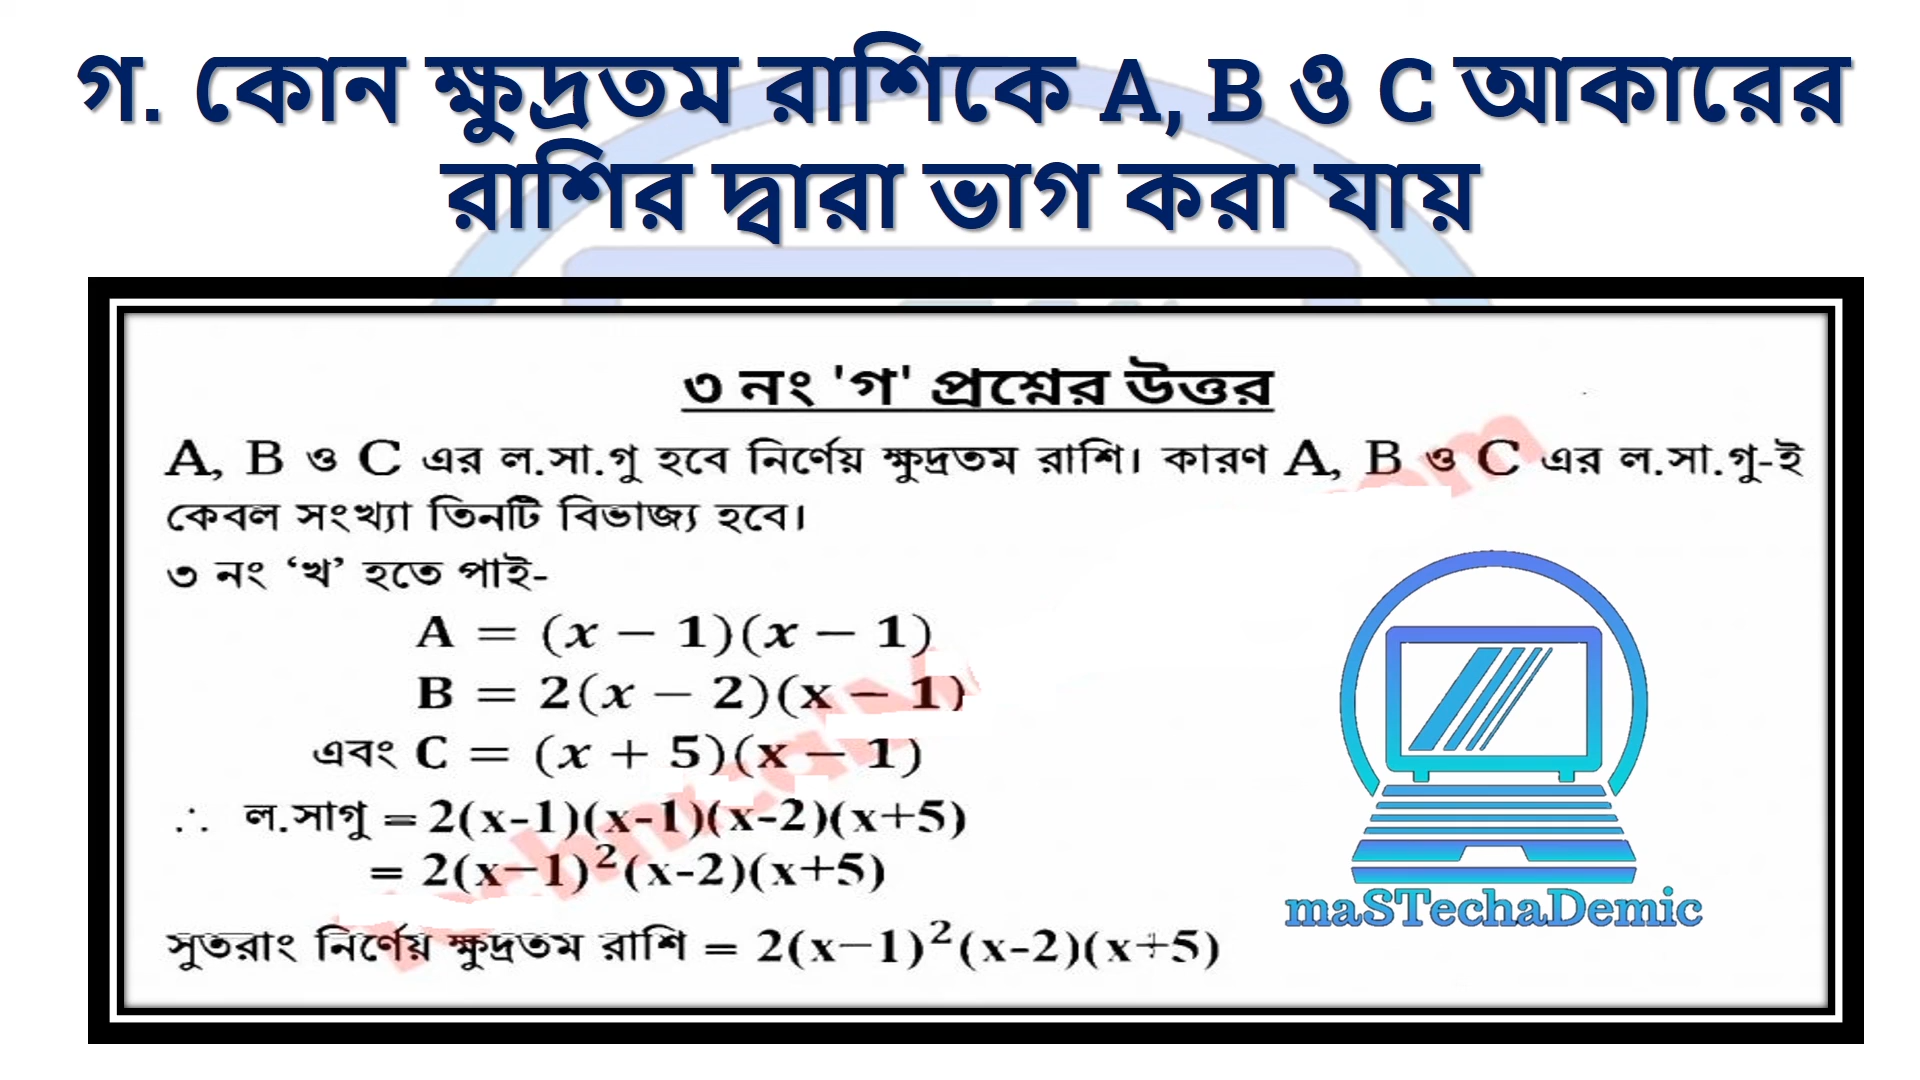 গ. কোন ক্ষুদ্রতম রাশিকে A, B ও C আকারের
রাশির দ্বারা ভাগ করা যায়
৩ নং 'গ' প্রশ্নের উত্তর
A, B ও C এর ল.সা.গু হবে নির্ণেয় ক্ষুদ্রতম রাশি। কারণ A, B ও C এর ল.সা.গু-ই
কেবল সংখ্যা তিনটি বিভাজ্য হবে।
৩ নং ‘খ’ হতে পাই-
A = (x − 1)(x − 1)
B = 2(x − 2)(x − 1)
এবং C = (x + 5)(x − 1)
∴ ল.সাগু = 2(x-1)(x-1)(x-2)(x+5)
= 2(x−1)²(x-2)(x+5)
সুতরাং নির্ণেয় ক্ষুদ্রতম রাশি = 2(x−1)²(x-2)(x+5)
maSTechaDemic